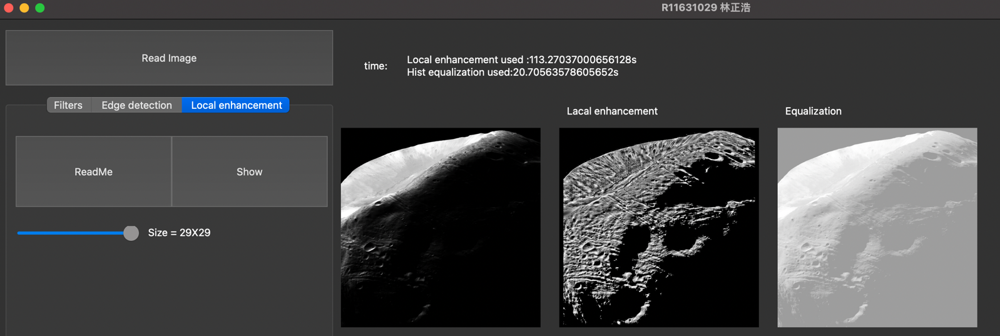 R11631029 林正浩
Read Image
time:
Local enhancement used :113.27037000656128s
Hist equalization used:20.70563578605652s
Filters
Edge detection
Local enhancement
Lacal enhancement
Equalization
ReadMe
Show
Size = 29X29